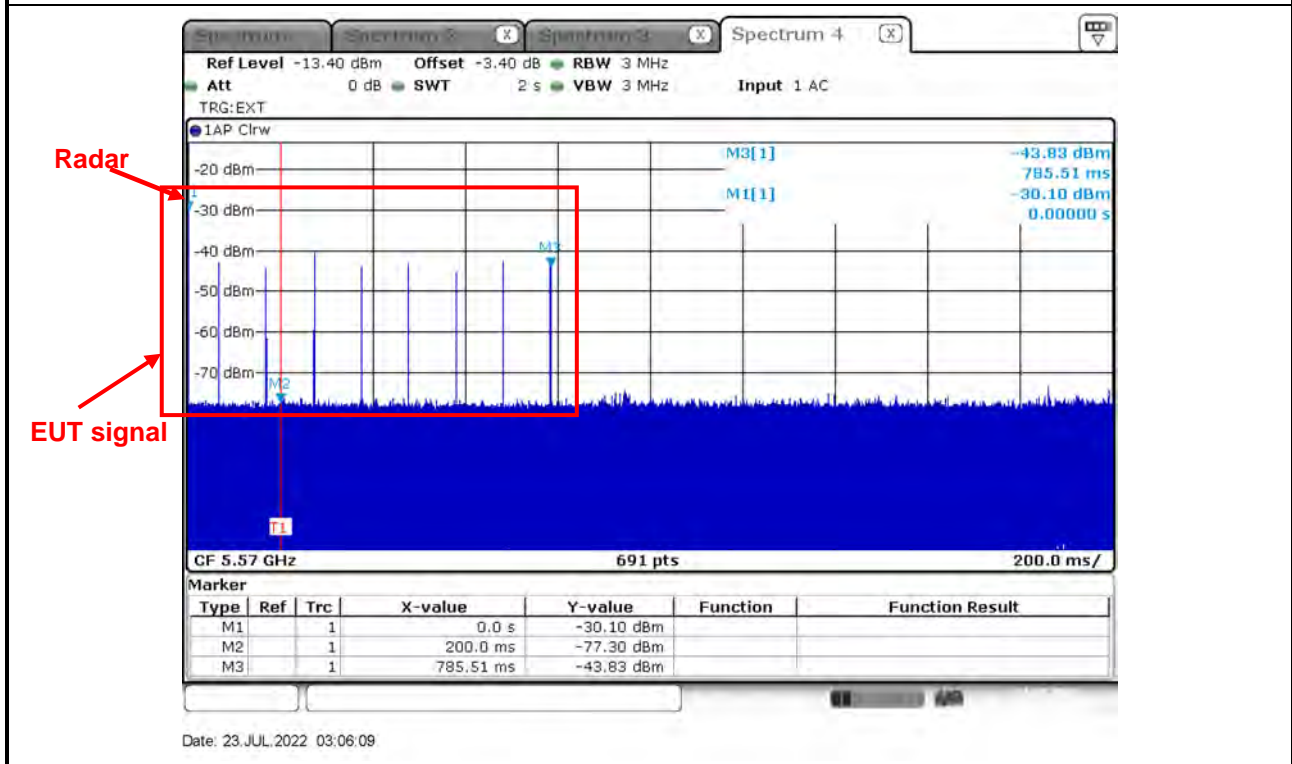 Spectrum 4 X
Ref Level -13.40 dBm Offset -3.40 dB RBW 3 MHz
Att 0 dB SWT 2 s VBW 3 MHz Input 1 AC
TRG:EXT
1AP Clrw
Radar
M3[1] -43.83 dBm
785.51 ms
M1[1] -30.10 dBm
0.00000 s
-20 dBm
-30 dBm
-40 dBm
M3
-50 dBm
-60 dBm
-70 dBm
M2
EUT signal
T1
CF 5.57 GHz 691 pts 200.0 ms/
Marker
Type Ref Trc X-value Y-value Function Function Result
M1 1 0.0 s -30.10 dBm
M2 1 200.0 ms -77.30 dBm
M3 1 785.51 ms -43.83 dBm
Date: 23.JUL.2022 03:06:09